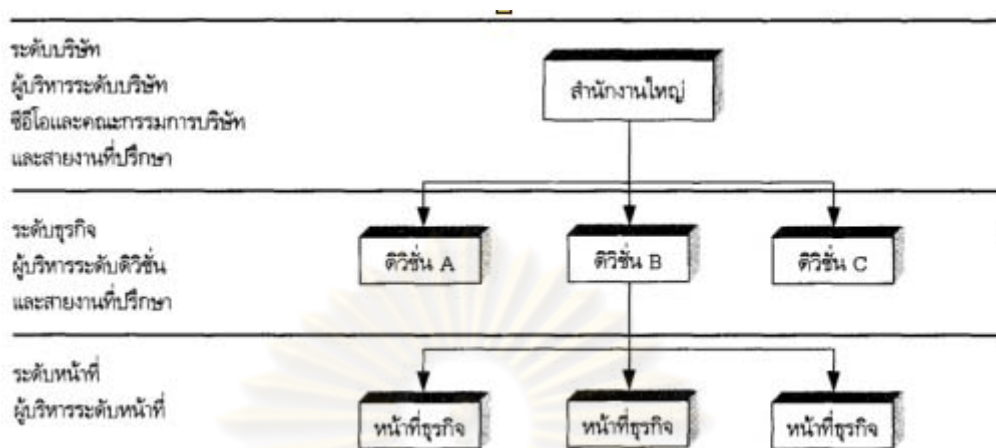 ระดับบริษัท
ผู้บริหารระดับบริษัท
ซีอีโอและคณะกรรมการบริษัท
และสายงานที่ปรึกษา
สำนักงานใหญ่
ระดับธุรกิจ
ผู้บริหารระดับดิวิชั่น
และสายงานที่ปรึกษา
ดิวิชั่น A
ดิวิชั่น B
ดิวิชั่น C
ระดับหน้าที่
ผู้บริหารระดับหน้าที่
หน้าที่ธุรกิจ
หน้าที่ธุรกิจ
หน้าที่ธุรกิจ